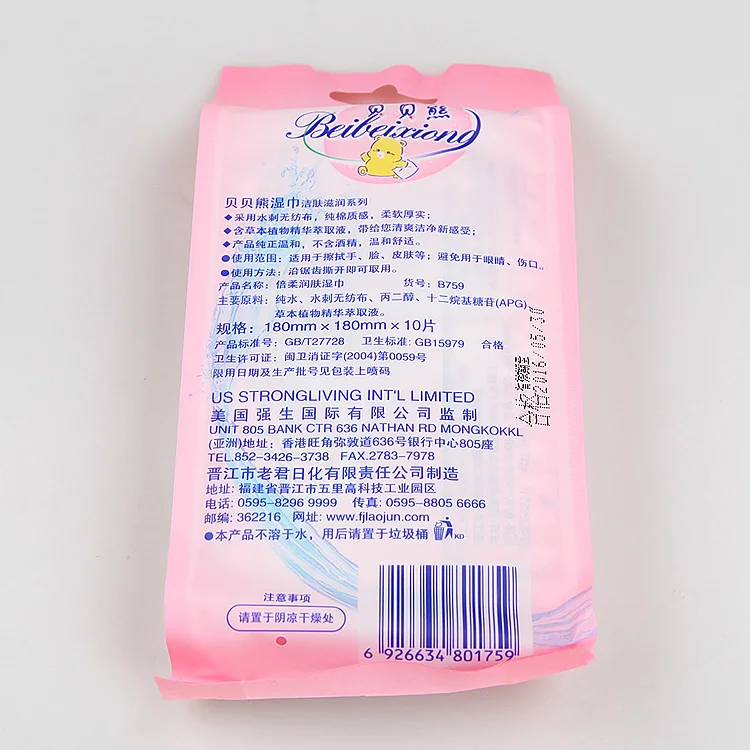 贝贝熊
Beibeixiong
贝贝熊湿巾洁肤滋润系列
◆采用水刺无纺布，纯棉质感，柔软厚实；
◆含草本植物精华萃取液，带给您清爽洁净新感受；
◆产品纯正温和，不含酒精，温和舒适。
●使用范围：适用于擦拭手、脸、皮肤等；避免用于眼睛、伤口。
●使用方法：沿锯齿撕开即可取用。
产品名称：倍柔润肤湿巾 货号：B759
主要原料：纯水、水刺无纺布、丙二醇、十二烷基糖苷(APG)、
草本植物精华萃取液。
规格：180mm×180mm×10片
产品标准号：GB/T27728 卫生标准：GB15979 合格
卫生许可证：闽卫消证字(2004)第0059号
限用日期及生产批号见包装上喷码
US STRONGLIVING INT'L LIMITED
美国强生国际有限公司监制
UNIT 805 BANK CTR 636 NATHAN RD MONGKOKKL
(亚洲)地址：香港旺角弥敦道636号银行中心805座
TEL.852-3426-3738 FAX.2783-7978
晋江市老君日化有限责任公司制造
地址：福建省晋江市五里高科技工业园区
电话：0595-8296 9999 传真：0595-8805 6666
邮编：362216 网址：www.fjlaojun.com
●本产品不溶于水，用后请置于垃圾桶 KD
合格 有效期至
日期2016/05/30
注意事项
请置于阴凉干燥处
6 926634 801759